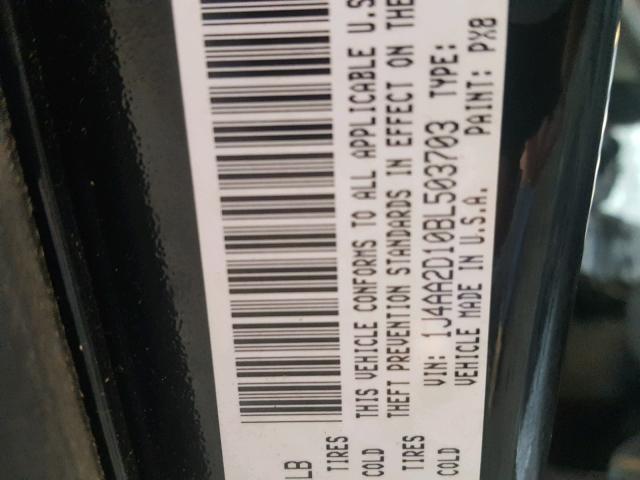 LB
TIRES
COLD
TIRES
COLD
THIS VEHICLE CONFORMS TO ALL APPLICABLE U.S
THEFT PREVENTION STANDARDS IN EFFECT ON THE
VIN: 1J4AA2D10BL503703 TYPE:
VEHICLE MADE IN U.S.A. PAINT: PX8